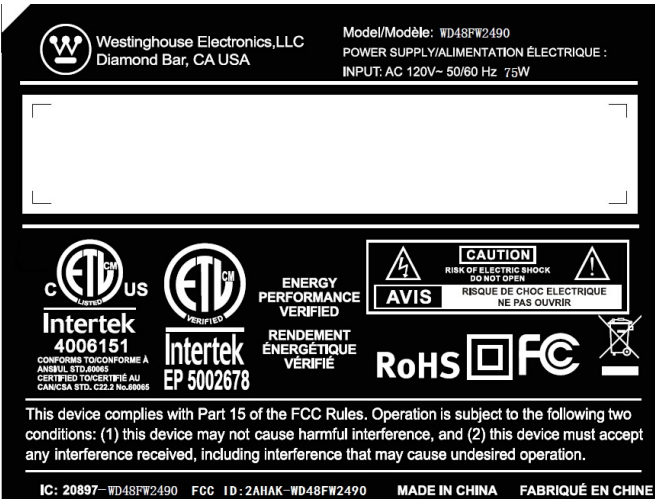 Westinghouse Electronics,LLC
Diamond Bar, CA USA
Model/Modèle: WD48FW2490
POWER SUPPLY/ALIMENTATION ÉLECTRIQUE :
INPUT: AC 120V~ 50/60 Hz 75W
C ETL CM US
LISTED
Intertek
4006151
CONFORMS TO/CONFORME À
ANSI/UL STD.60065
CERTIFIED TO/CERTIFIÉ AU
CAN/CSA STD. C22.2 No.60065
ETL CM
VERIFIED
Intertek
EP 5002678
ENERGY
PERFORMANCE
VERIFIED
RENDEMENT
ÉNERGÉTIQUE
VÉRIFIÉ
CAUTION
RISK OF ELECTRIC SHOCK
DO NOT OPEN
AVIS
RISQUE DE CHOC ELECTRIQUE
NE PAS OUVRÍR
RoHS FC
This device complies with Part 15 of the FCC Rules. Operation is subject to the following two
conditions: (1) this device may not cause harmful interference, and (2) this device must accept
any interference received, including interference that may cause undesired operation.
IC: 20897-WD48FW2490 FCC ID:2AHAK-WD48FW2490 MADE IN CHINA FABRIQUÉ EN CHINE